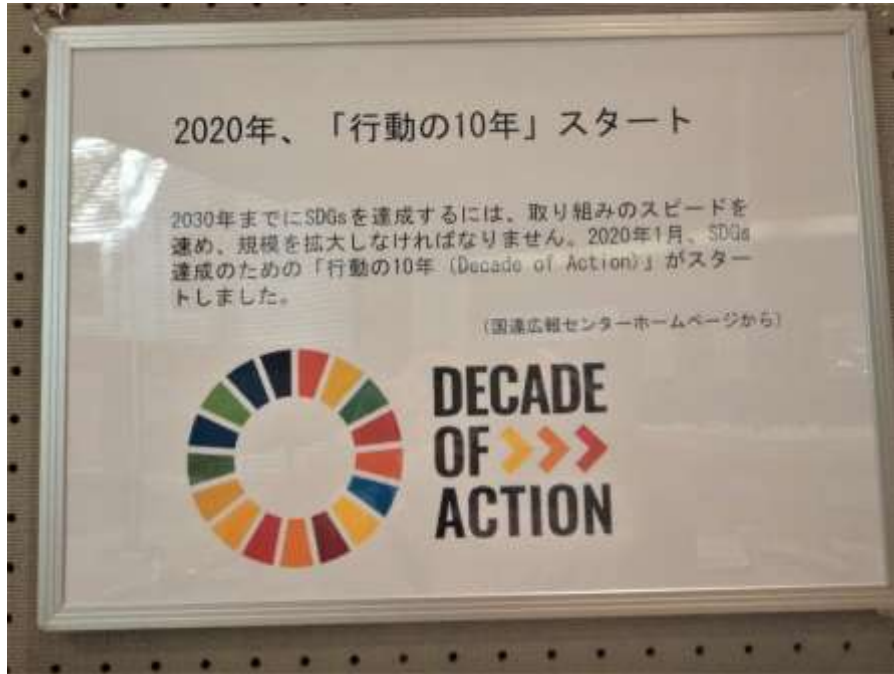 2020年、「行動の10年」スタート
2030年までにSDGsを達成するには、取り組みのスピードを
速め、規模を拡大しなければなりません。2020年1月、SDGs
達成のための「行動の10年（Decade of Action）」がスター
トしました。
（国連広報センターホームページから）
DECADE
OF
ACTION